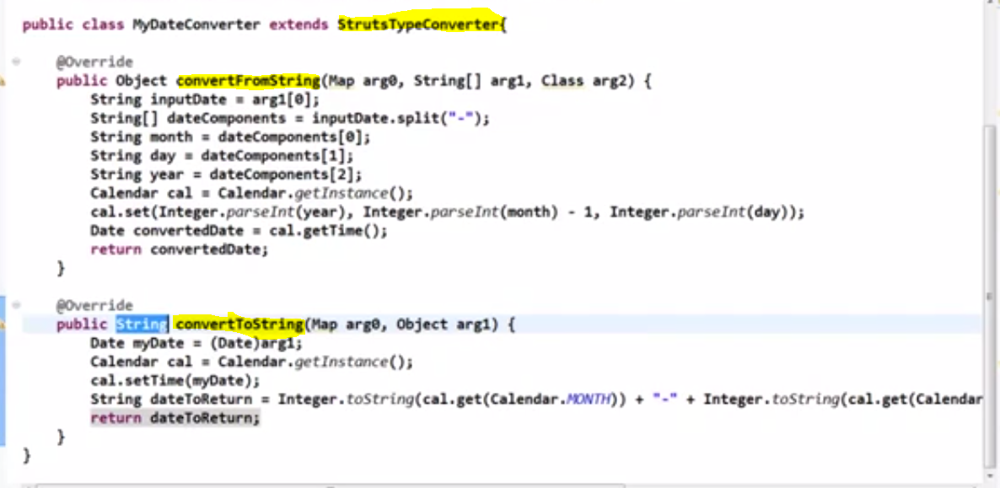 public class MyDateConverter extends StrutsTypeConverter{
@Override
public Object convertFromString(Map arg0, String[] arg1, Class arg2) {
String inputDate = arg1[0];
String[] dateComponents = inputDate.split("-");
String month = dateComponents[0];
String day = dateComponents[1];
String year = dateComponents[2];
Calendar cal = Calendar.getInstance();
cal.set(Integer.parseInt(year), Integer.parseInt(month) - 1, Integer.parseInt(day));
Date convertedDate = cal.getTime();
return convertedDate;
}
@Override
public String convertToString(Map arg0, Object arg1) {
Date myDate = (Date)arg1;
Calendar cal = Calendar.getInstance();
cal.setTime(myDate);
String dateToReturn = Integer.toString(cal.get(Calendar.MONTH)) + "-" + Integer.toString(cal.get(Calendar
return dateToReturn;
}
}